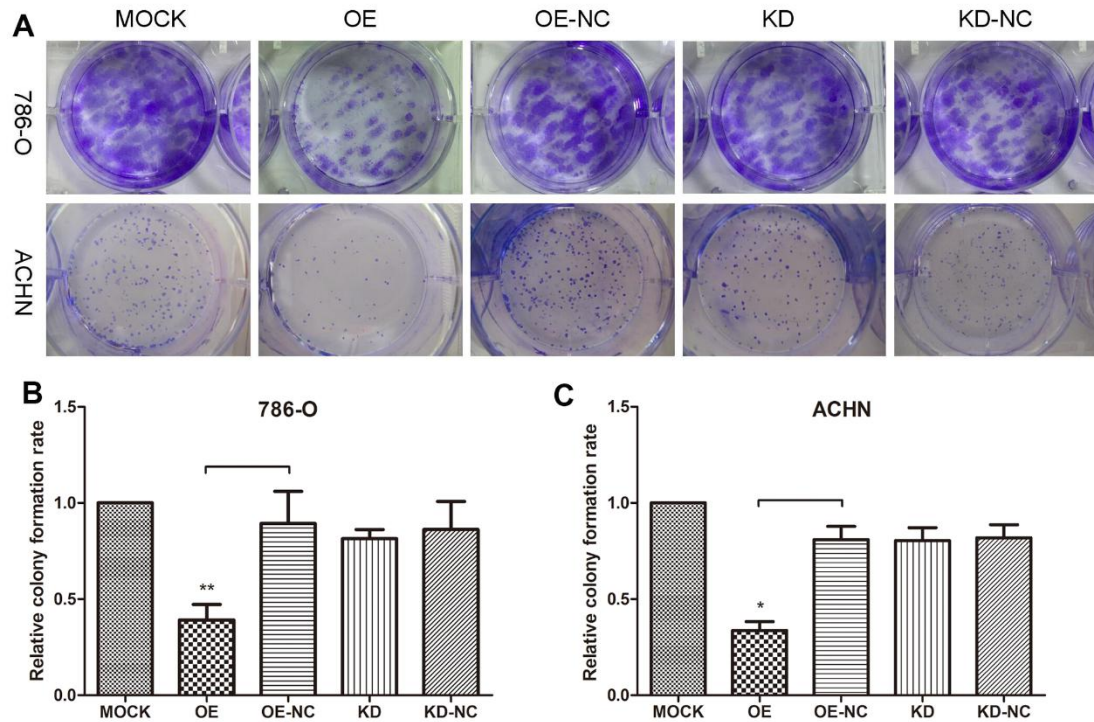 A
MOCK
OE
OE-NC
KD
KD-NC
786-O
ACHN
B
786-O
Relative colony formation rate
1.5
1.0
0.5
0.0
**
MOCK
OE
OE-NC
KD
KD-NC
C
ACHN
Relative colony formation rate
1.5
1.0
0.5
0.0
*
MOCK
OE
OE-NC
KD
KD-NC